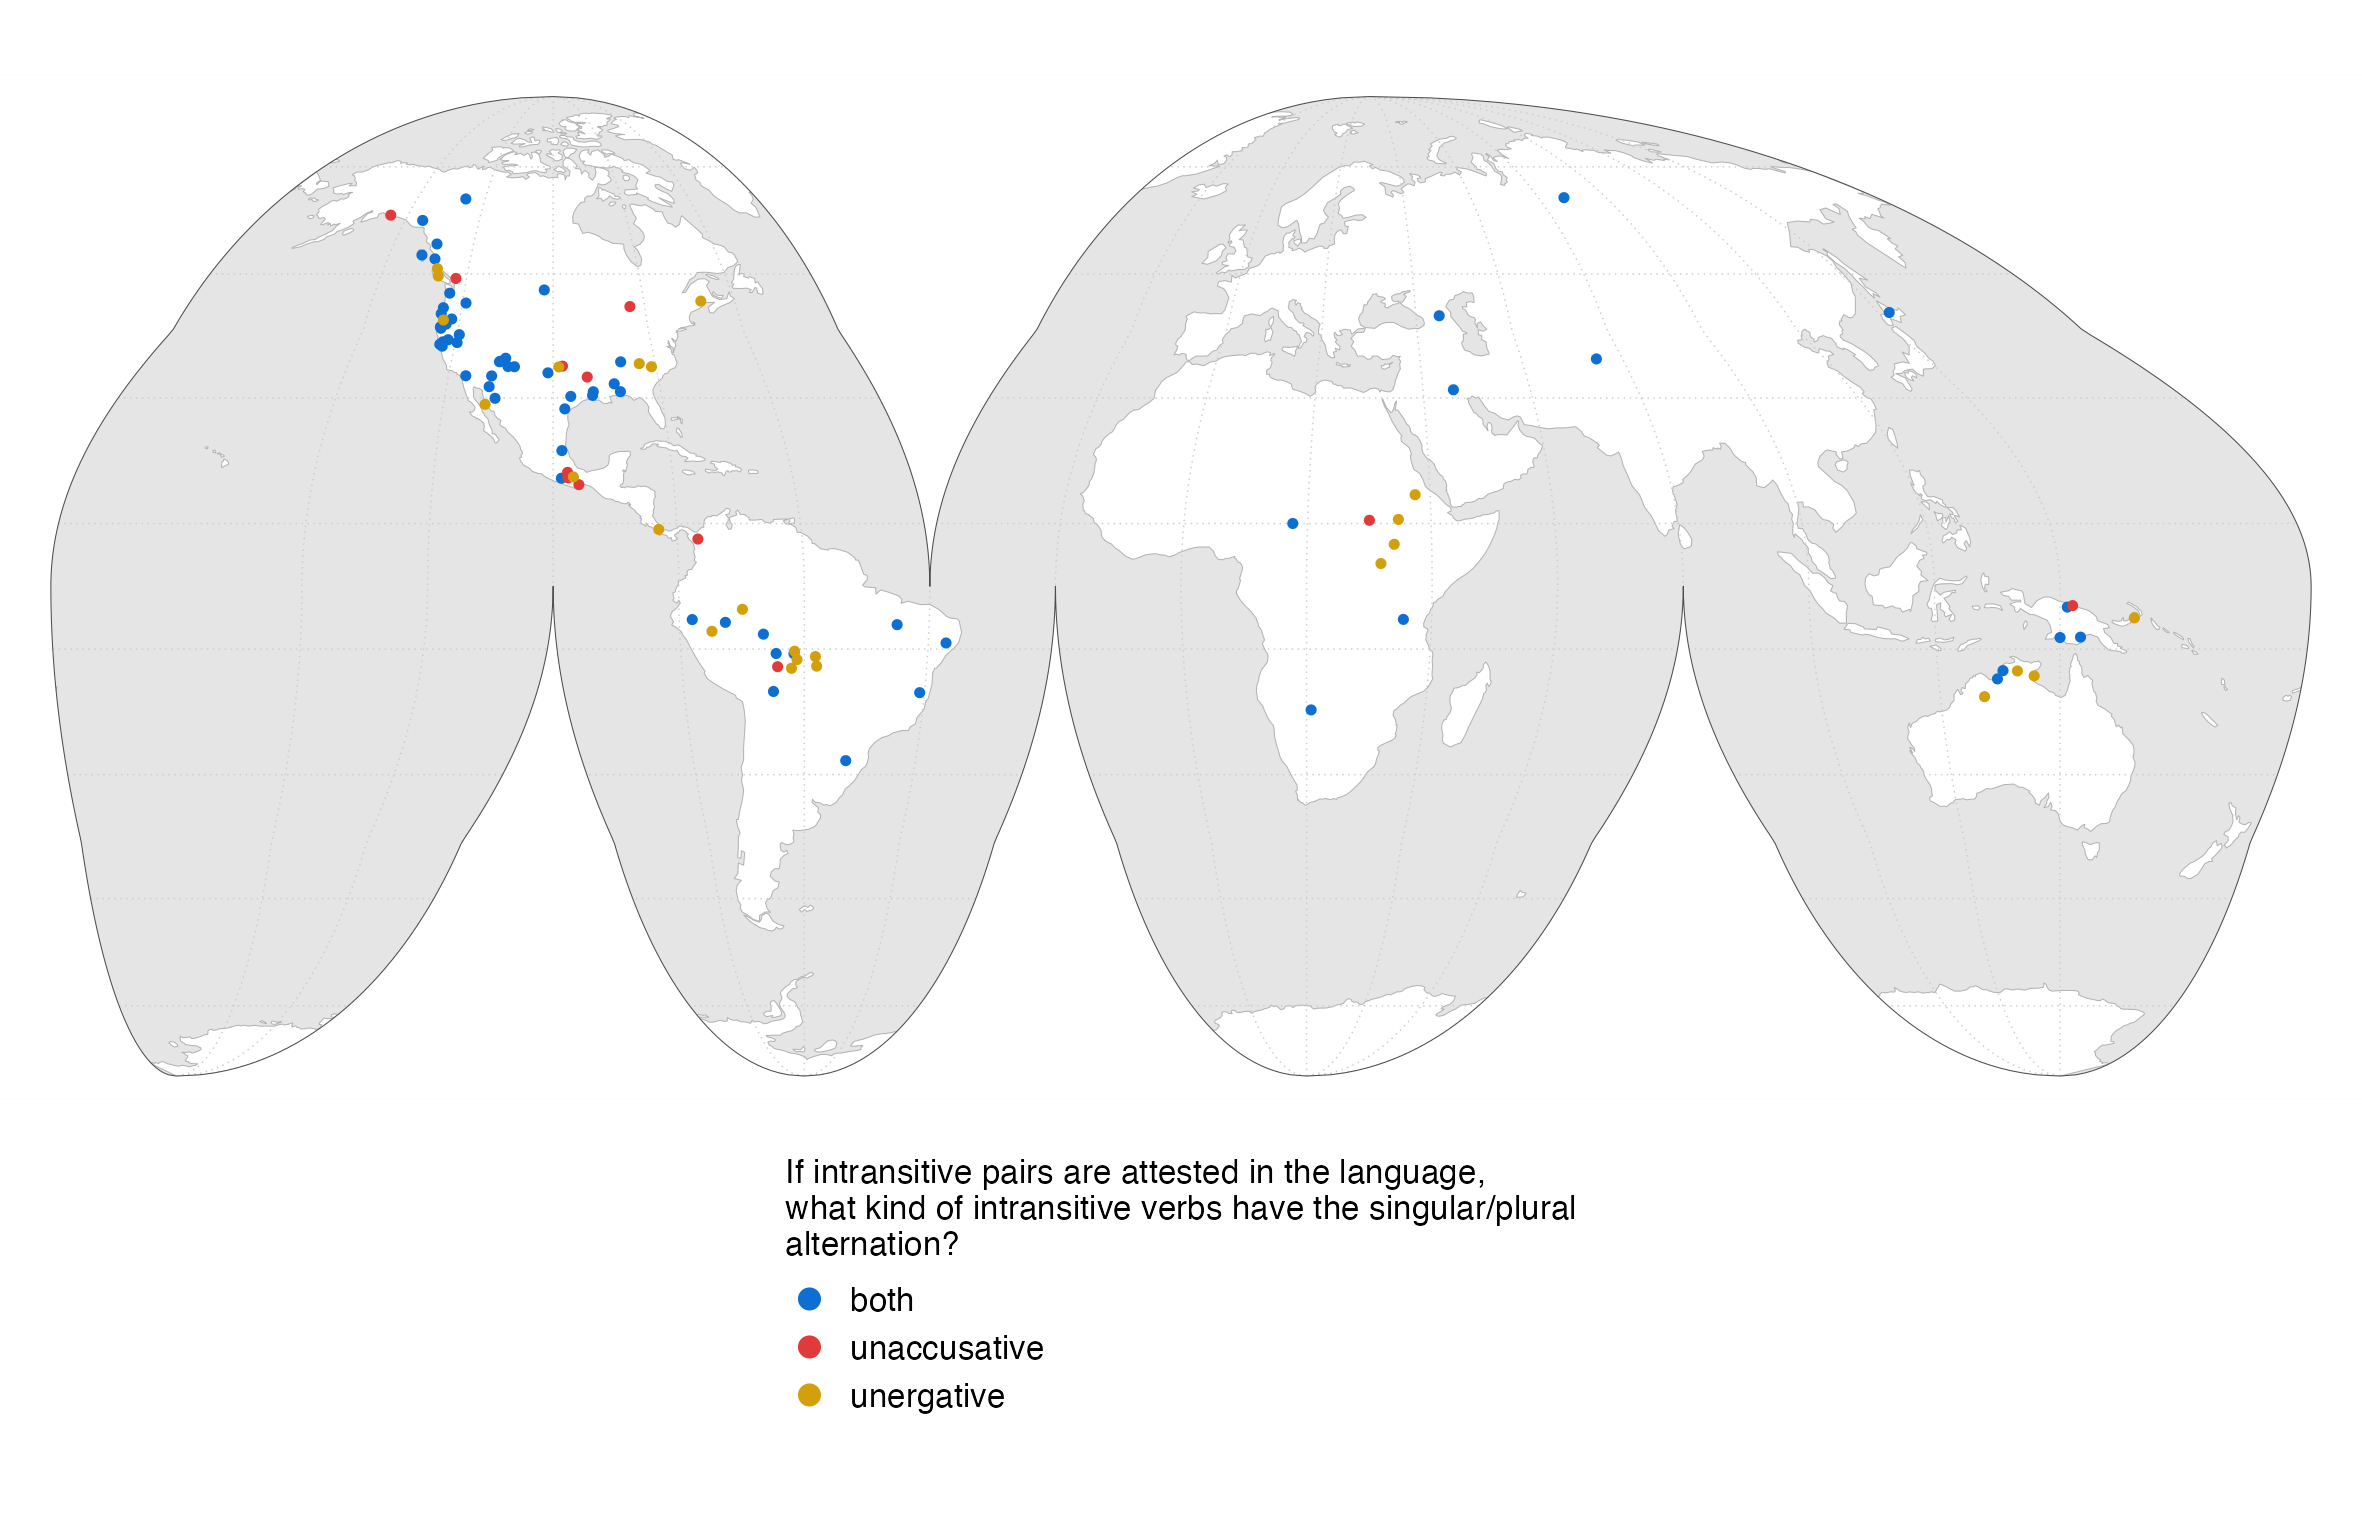 If intransitive pairs are attested in the language,
what kind of intransitive verbs have the singular/plural
alternation?
both
unaccusative
unergative